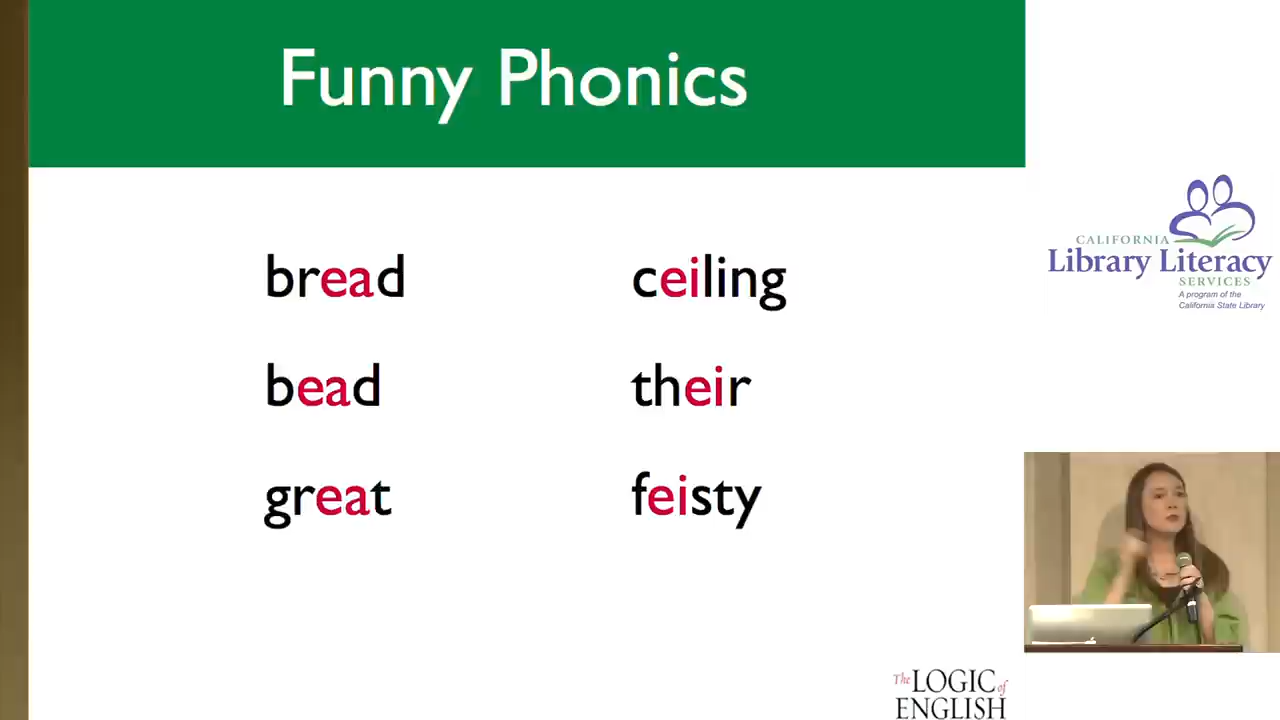 Funny Phonics
bread
bead
great
ceiling
their
feisty
CALIFORNIA
Library Literacy
SERVICES
A program of the
California State Library
The LOGIC of
ENGLISH